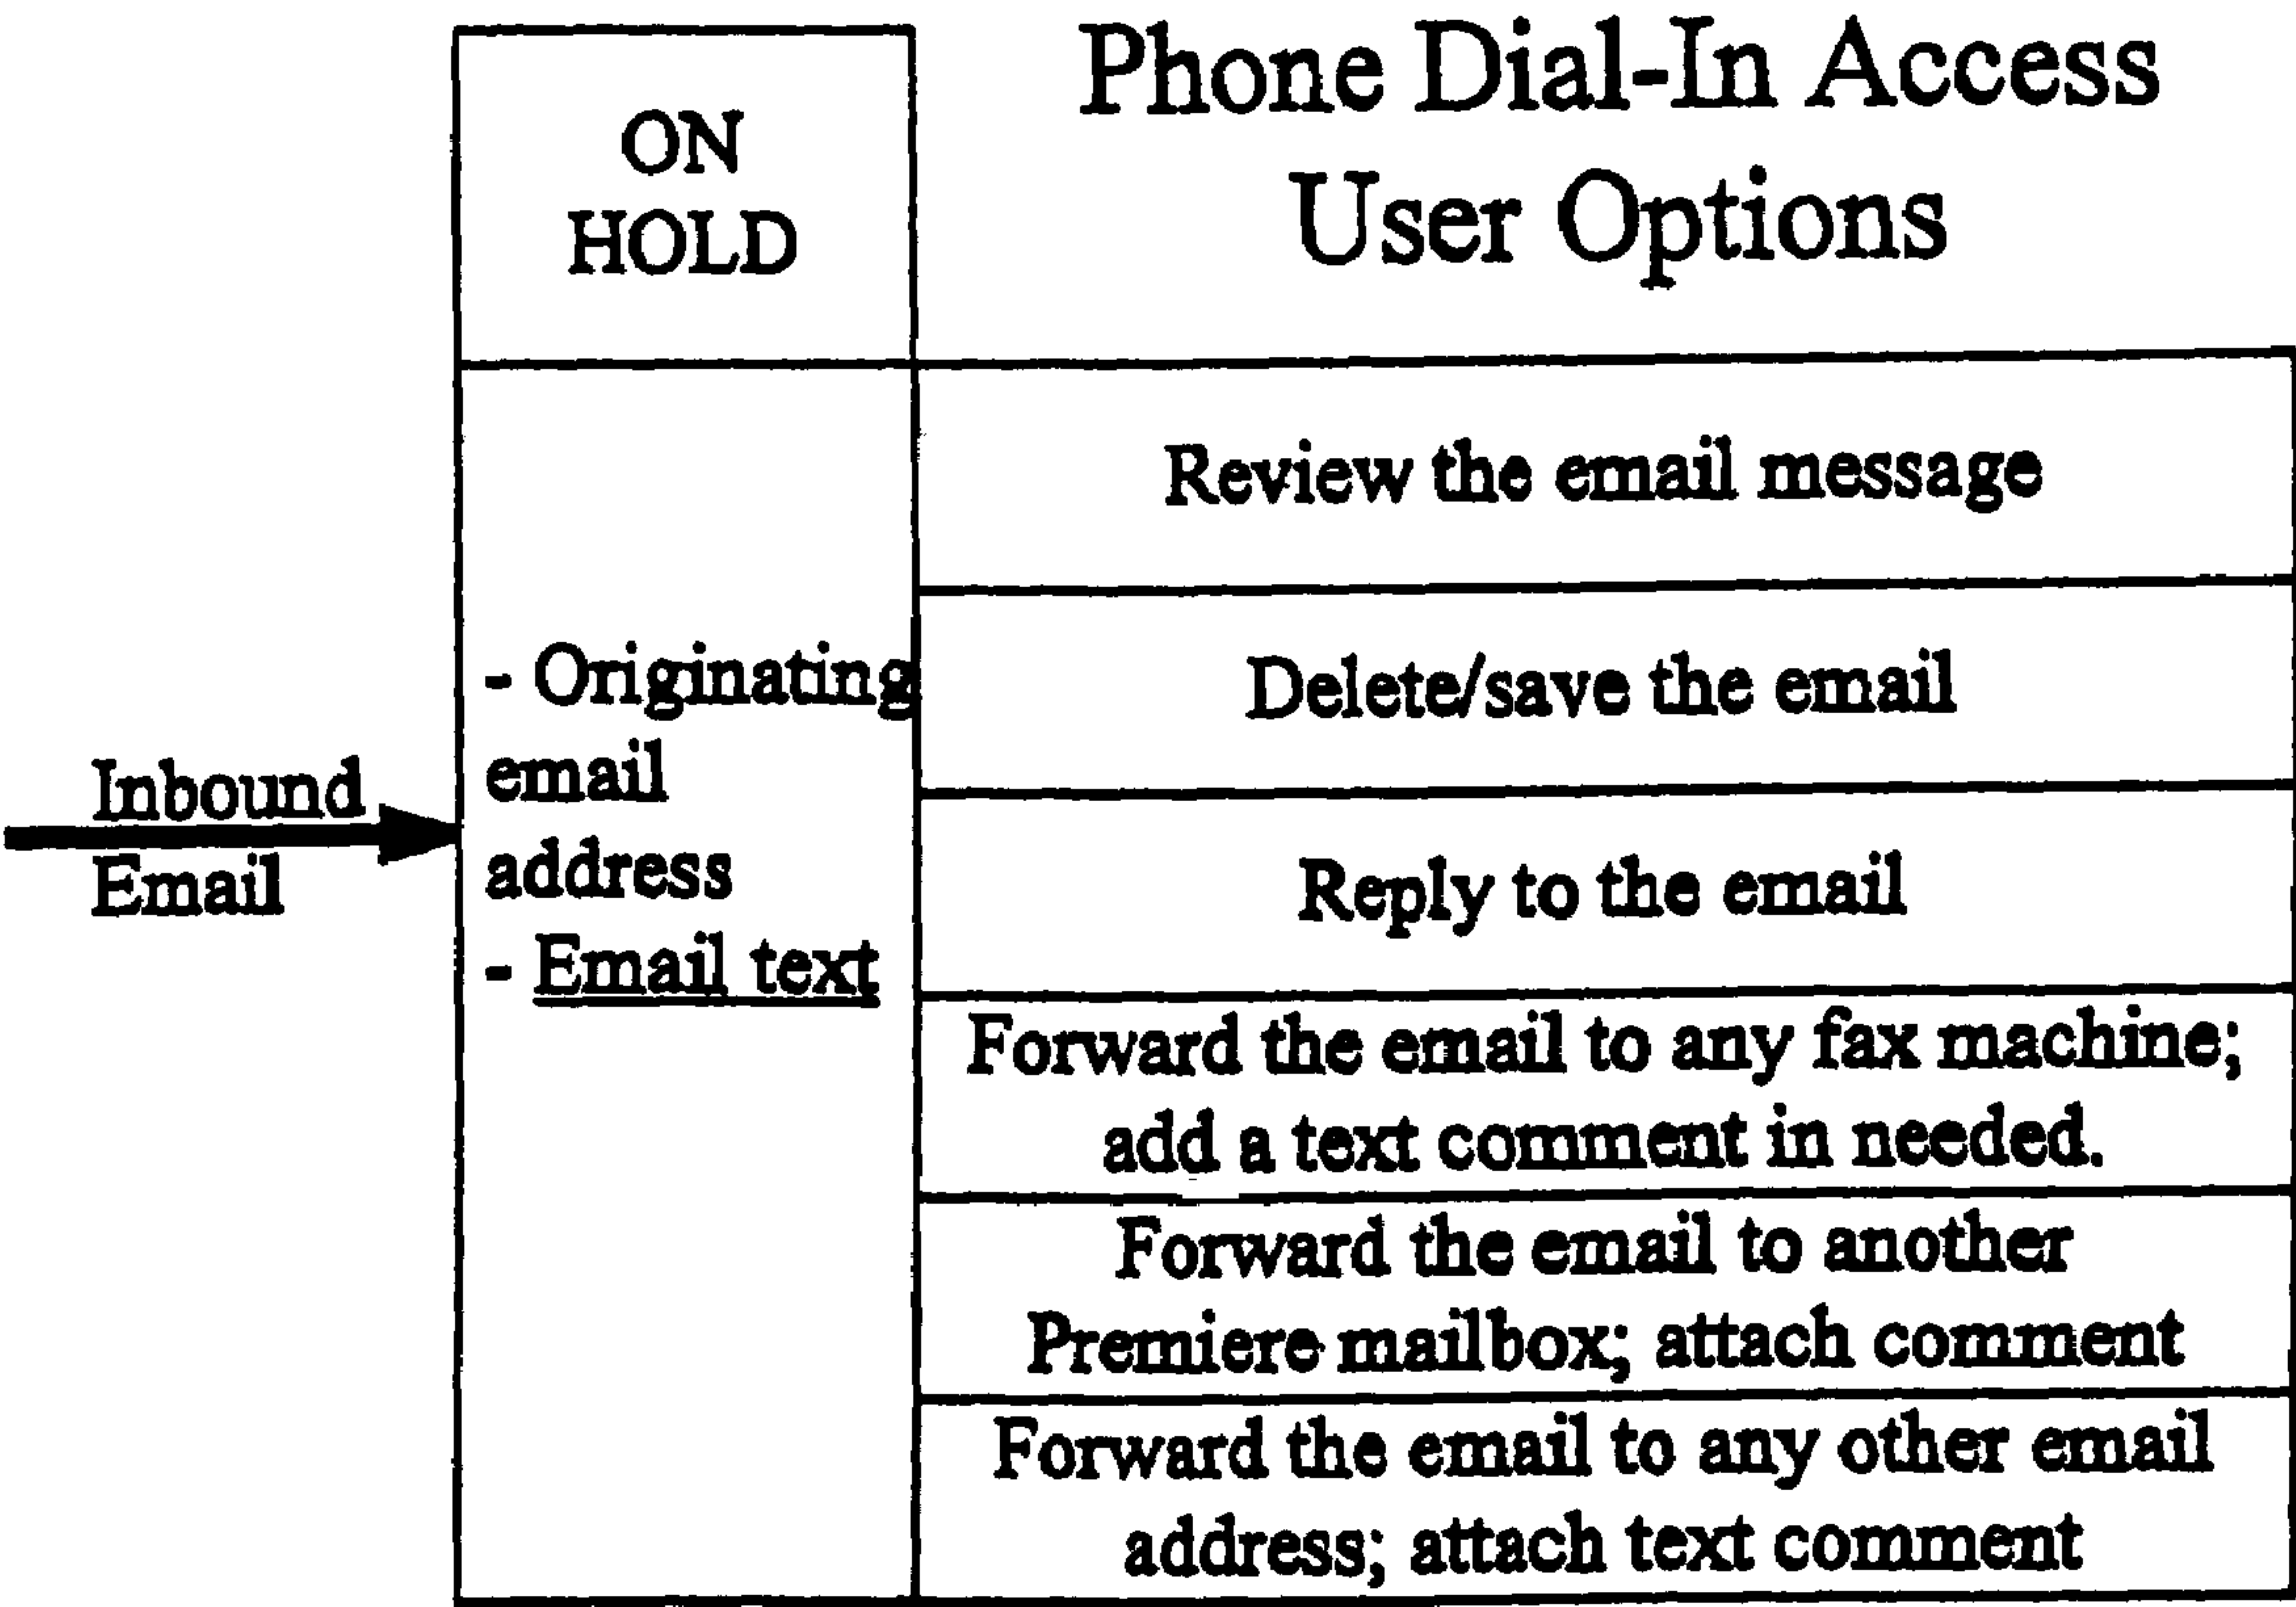 ON
HOLD
Phone Dial-In Access
User Options
Inbound
Email
- Originating
email
address
- Email text
Review the email message
Delete/save the email
Reply to the email
Forward the email to any fax machine;
add a text comment in needed.
Forward the email to another
Premiere mailbox; attach comment
Forward the email to any other email
address; attach text comment